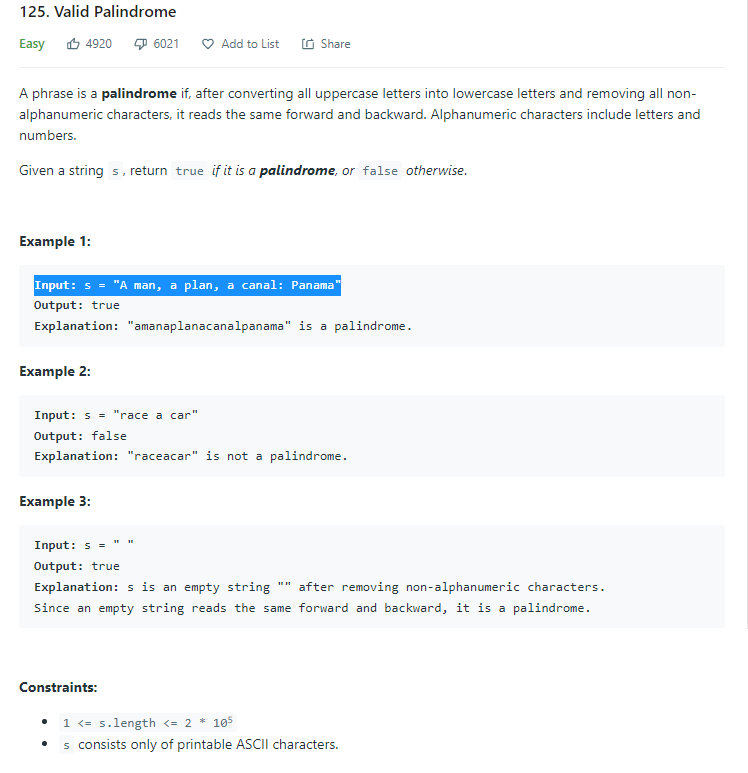 125. Valid Palindrome
Easy 4920 6021 Add to List Share
A phrase is a palindrome if, after converting all uppercase letters into lowercase letters and removing all non-
alphanumeric characters, it reads the same forward and backward. Alphanumeric characters include letters and
numbers.
Given a string s, return true if it is a palindrome, or false otherwise.
Example 1:
Input: s = "A man, a plan, a canal: Panama"
Output: true
Explanation: "amanaplanacanalpanama" is a palindrome.
Example 2:
Input: s = "race a car"
Output: false
Explanation: "raceacar" is not a palindrome.
Example 3:
Input: s = " "
Output: true
Explanation: s is an empty string "" after removing non-alphanumeric characters.
Since an empty string reads the same forward and backward, it is a palindrome.
Constraints:
• 1 <= s.length <= 2 * 10⁵
• s consists only of printable ASCII characters.